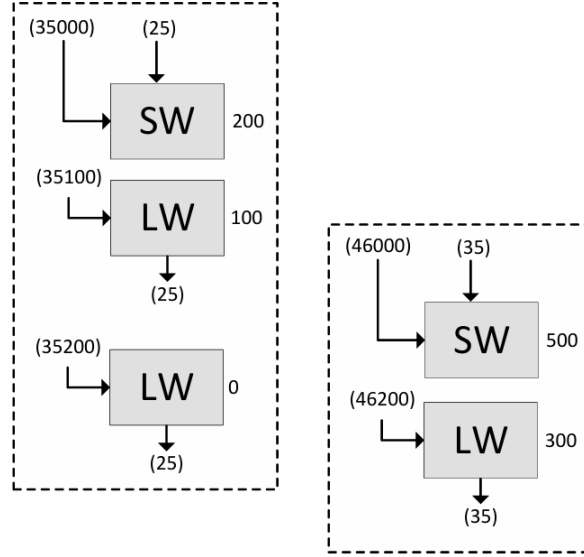 (35000) (25)
SW 200
(35100)
LW 100
(25)
(35200)
LW 0
(25)
(46000) (35)
SW 500
(46200)
LW 300
(35)